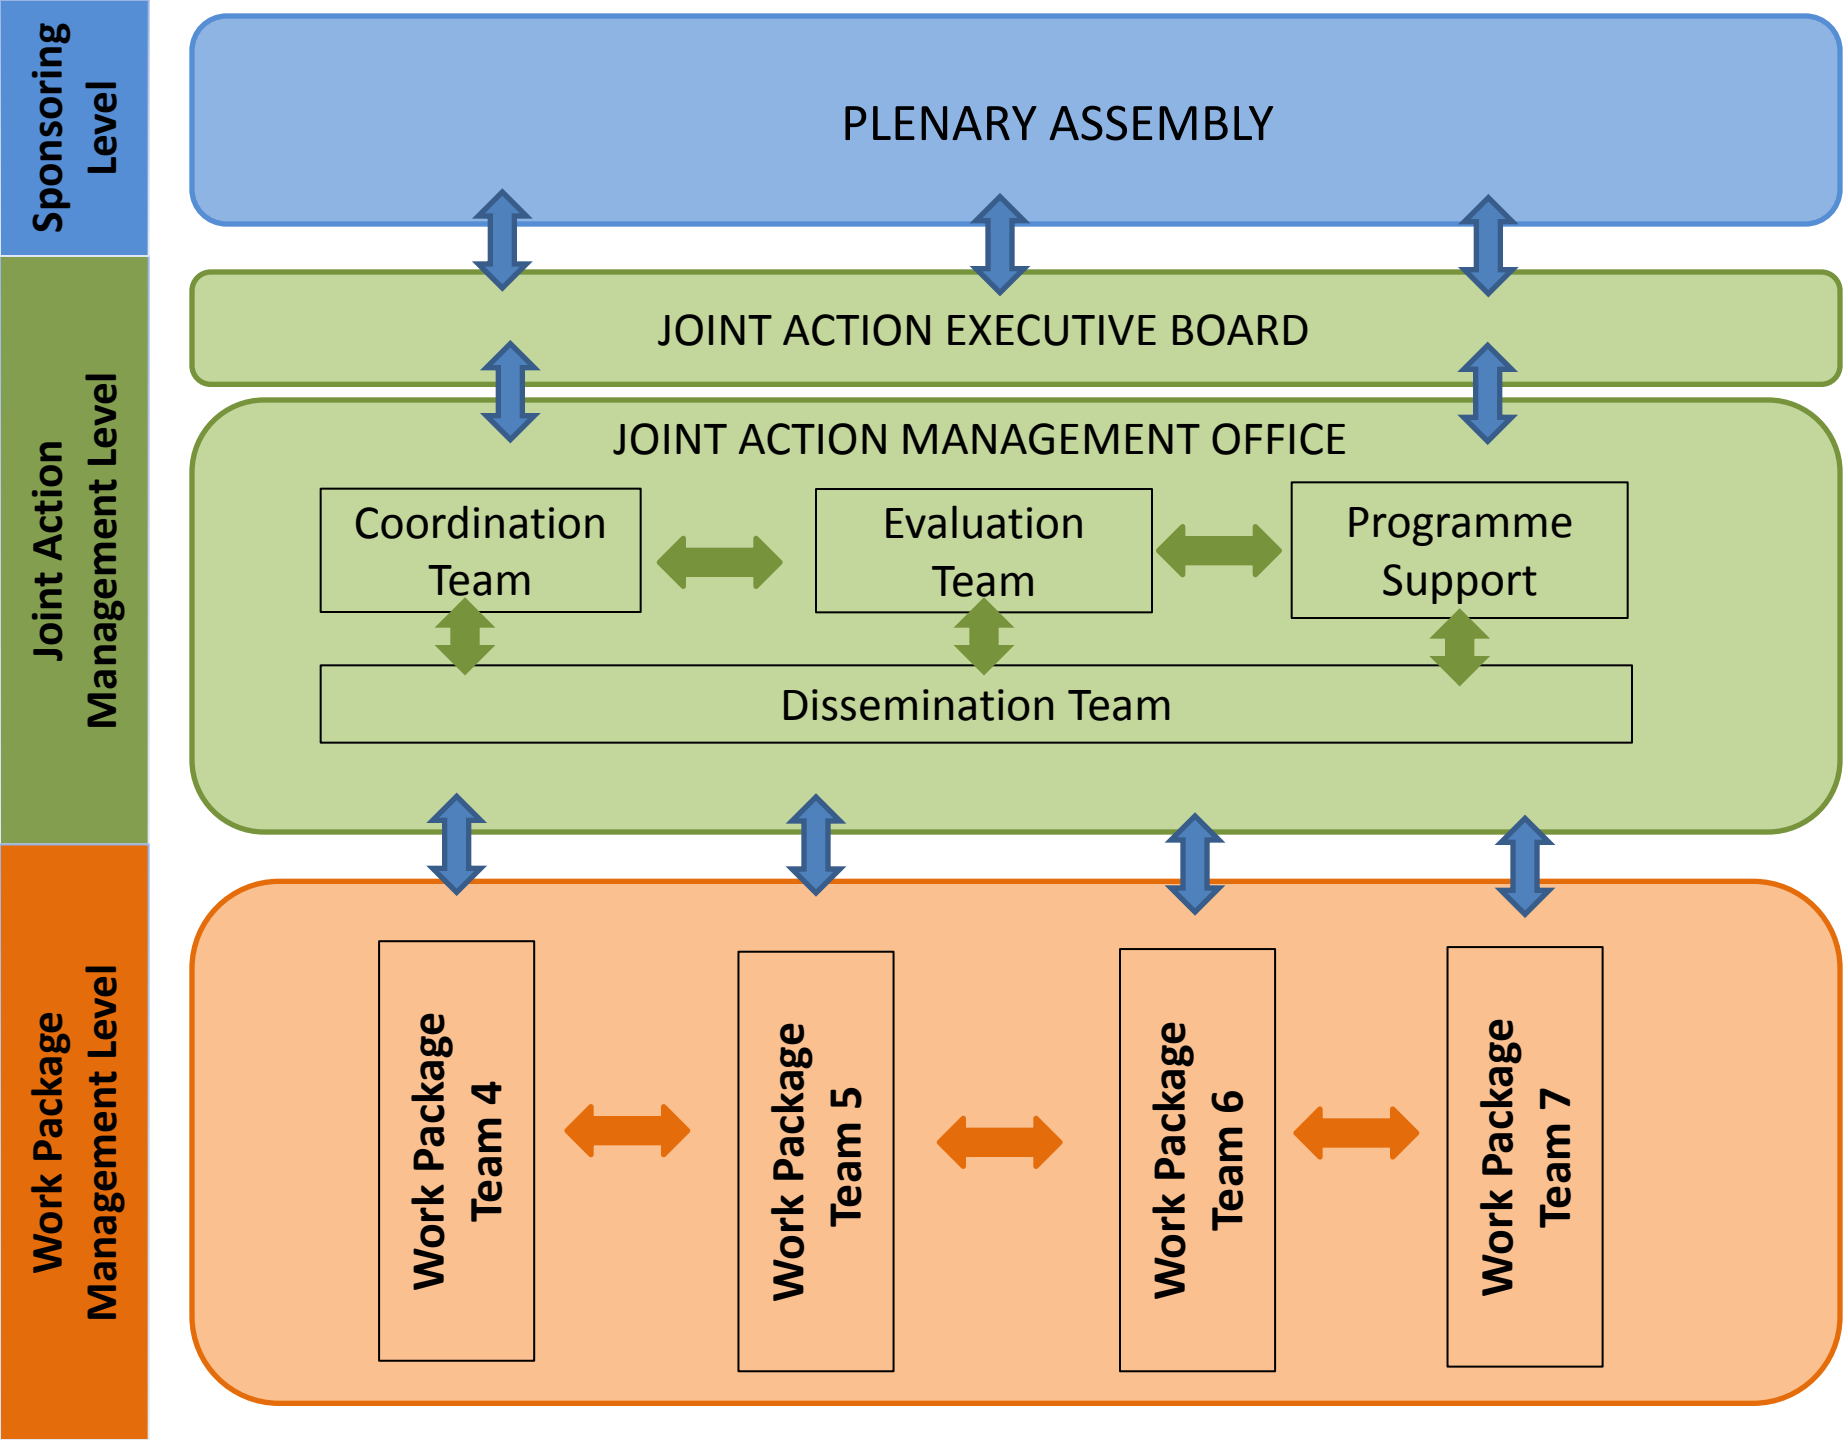 Sponsoring
Level
PLENARY ASSEMBLY
Joint Action
Management Level
JOINT ACTION EXECUTIVE BOARD
JOINT ACTION MANAGEMENT OFFICE
Coordination
Team
Evaluation
Team
Programme
Support
Dissemination Team
Work Package
Management Level
Work Package
Team 4
Work Package
Team 5
Work Package
Team 6
Work Package
Team 7